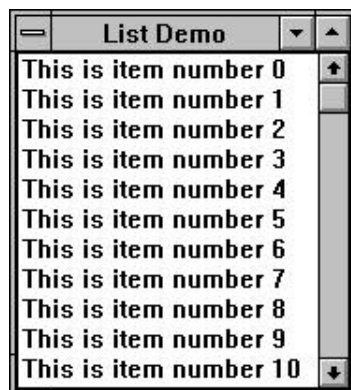 List Demo
This is item number 0
This is item number 1
This is item number 2
This is item number 3
This is item number 4
This is item number 5
This is item number 6
This is item number 7
This is item number 8
This is item number 9
This is item number 10